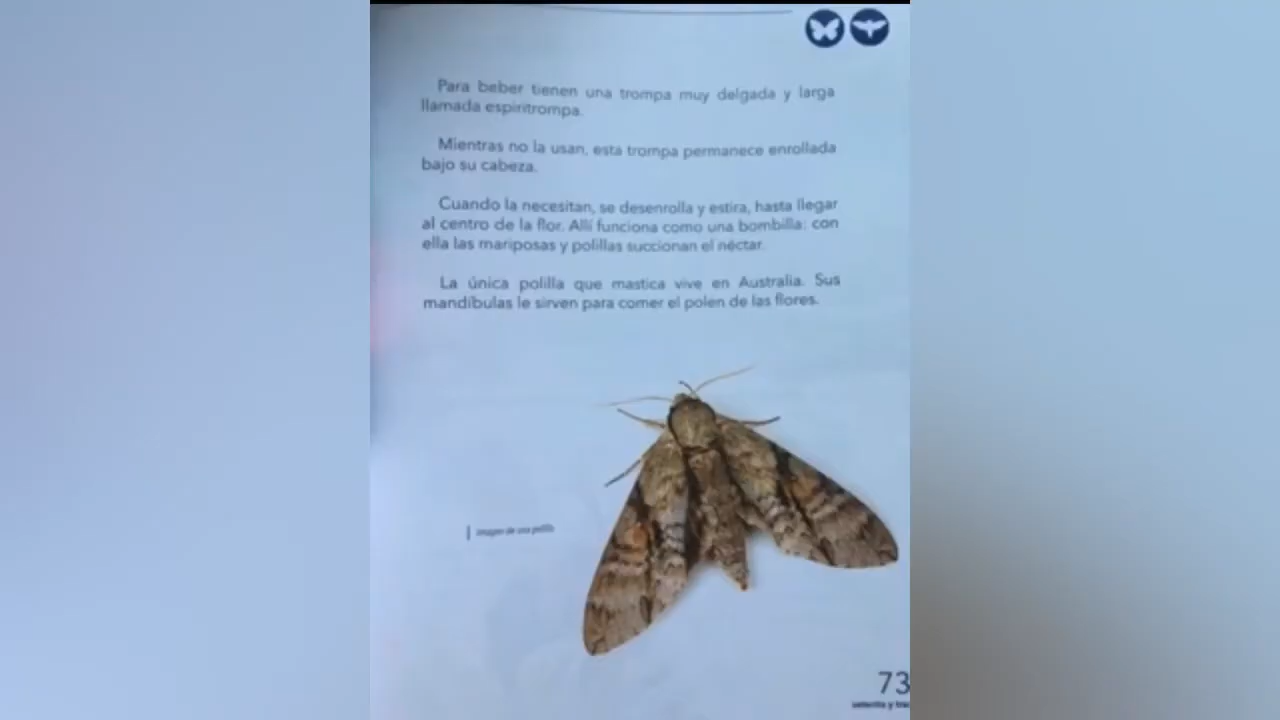 Para beber tienen una trompa muy delgada y larga
llamada espiritrompa.
Mientras no la usan, esta trompa permanece enrollada
bajo su cabeza.
Cuando la necesitan, se desenrolla y estira, hasta llegar
al centro de la flor. Allí funciona como una bombilla: con
ella las mariposas y polillas succionan el néctar.
La única polilla que mastica vive en Australia. Sus
mandíbulas le sirven para comer el polen de las flores.
Imagen de una polilla
73
setenta y tre